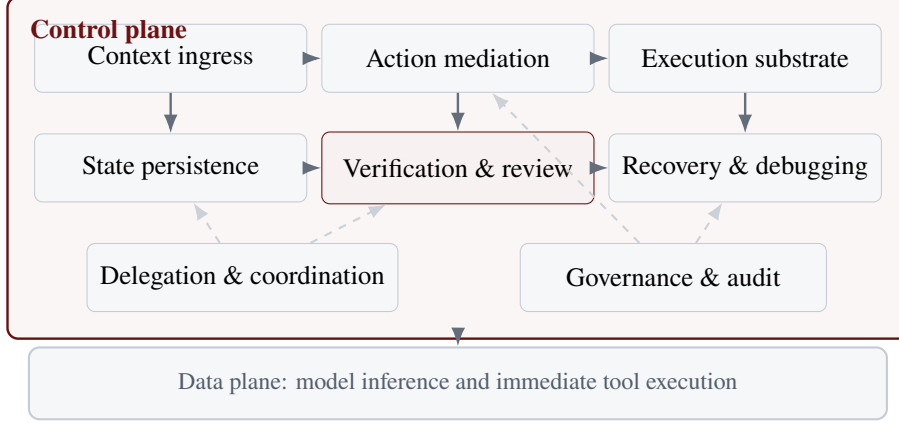 Control plane
Context ingress
Action mediation
Execution substrate
State persistence
Verification & review
Recovery & debugging
Delegation & coordination
Governance & audit
Data plane: model inference and immediate tool execution